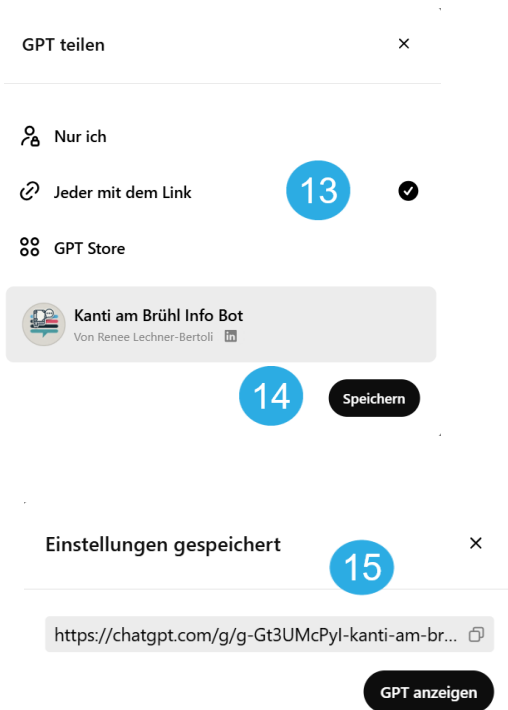 GPT teilen
Nur ich
Jeder mit dem Link
13
GPT Store
Kanti am Brühl Info Bot
Von Renee Lechner-Bertoli in
14
Speichern
Einstellungen gespeichert
15
https://chatgpt.com/g/g-Gt3UMcPyI-kanti-am-br...
GPT anzeigen